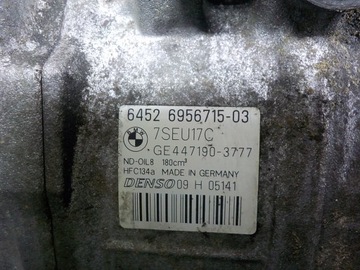 6452 6956715-03
7SEU17C
GE447190-3777
ND-OIL8 180cm³
HFC134a MADE IN GERMANY
DENSO 09 H 05141